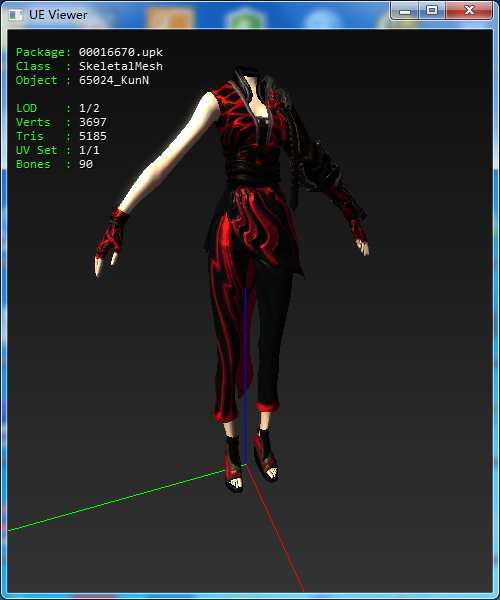 UE Viewer
Package: 00016670.upk
Class : SkeletalMesh
Object : 65024_KunN
LOD : 1/2
Verts : 3697
Tris : 5185
UV Set : 1/1
Bones : 90